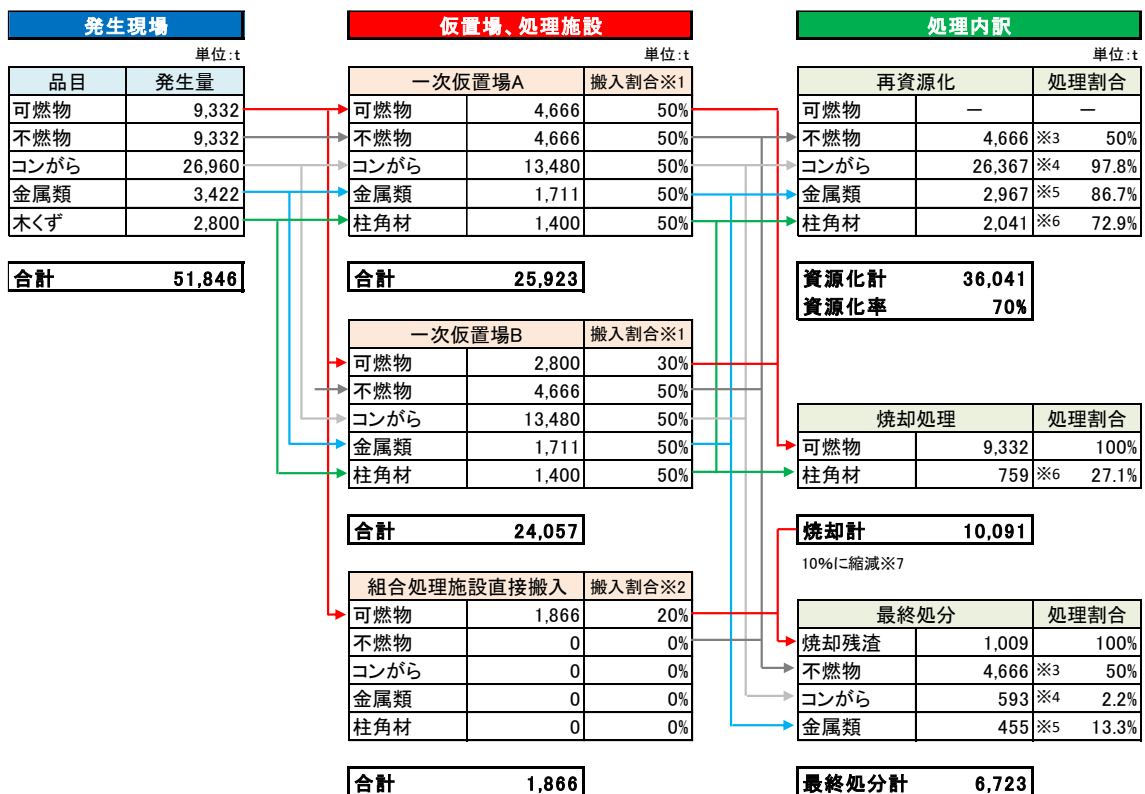 発生現場
単位:t
品目 発生量
可燃物 9,332
不燃物 9,332
コンがら 26,960
金属類 3,422
木くず 2,800
合計 51,846
仮置場、処理施設
単位:t
一次仮置場A 搬入割合※1
可燃物 4,666 50%
不燃物 4,666 50%
コンがら 13,480 50%
金属類 1,711 50%
柱角材 1,400 50%
合計 25,923
一次仮置場B 搬入割合※1
可燃物 2,800 30%
不燃物 4,666 50%
コンがら 13,480 50%
金属類 1,711 50%
柱角材 1,400 50%
合計 24,057
組合処理施設直接搬入 搬入割合※2
可燃物 1,866 20%
不燃物 0 0%
コンがら 0 0%
金属類 0 0%
柱角材 0 0%
合計 1,866
処理内訳
単位:t
再資源化 処理割合
可燃物 － －
不燃物 4,666 ※3 50%
コンがら 26,367 ※4 97.8%
金属類 2,967 ※5 86.7%
柱角材 2,041 ※6 72.9%
資源化計 36,041
資源化率 70%
焼却処理 処理割合
可燃物 9,332 100%
柱角材 759 ※6 27.1%
焼却計 10,091
10%に縮減※7
最終処分 処理割合
焼却残渣 1,009 100%
不燃物 4,666 ※3 50%
コンがら 593 ※4 2.2%
金属類 455 ※5 13.3%
最終処分計 6,723